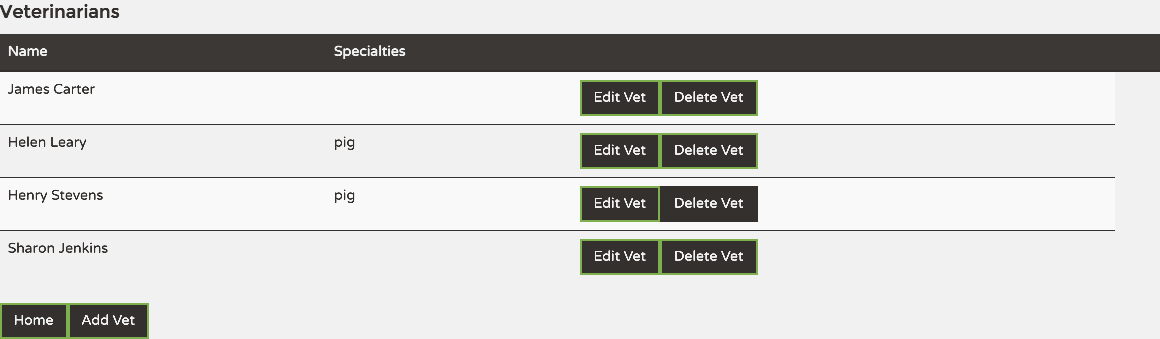 Veterinarians
Name Specialties
James Carter Edit Vet Delete Vet
Helen Leary pig Edit Vet Delete Vet
Henry Stevens pig Edit Vet Delete Vet
Sharon Jenkins Edit Vet Delete Vet
Home Add Vet